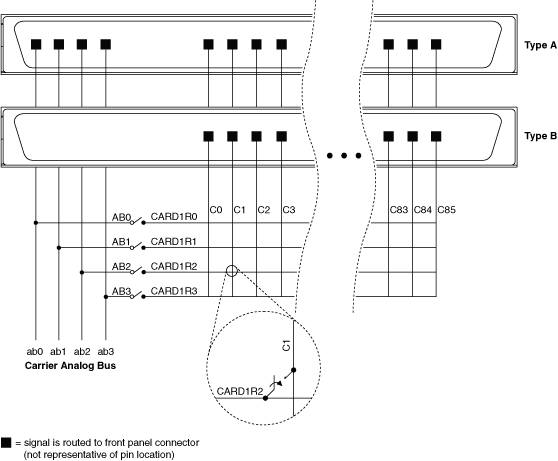 Type A
Type B
C0 C1 C2 C3 C83 C84 C85
AB0 CARD1R0
AB1 CARD1R1
AB2 CARD1R2
AB3 CARD1R3
ab0 ab1 ab2 ab3
Carrier Analog Bus
C1
CARD1R2
= signal is routed to front panel connector
(not representative of pin location)